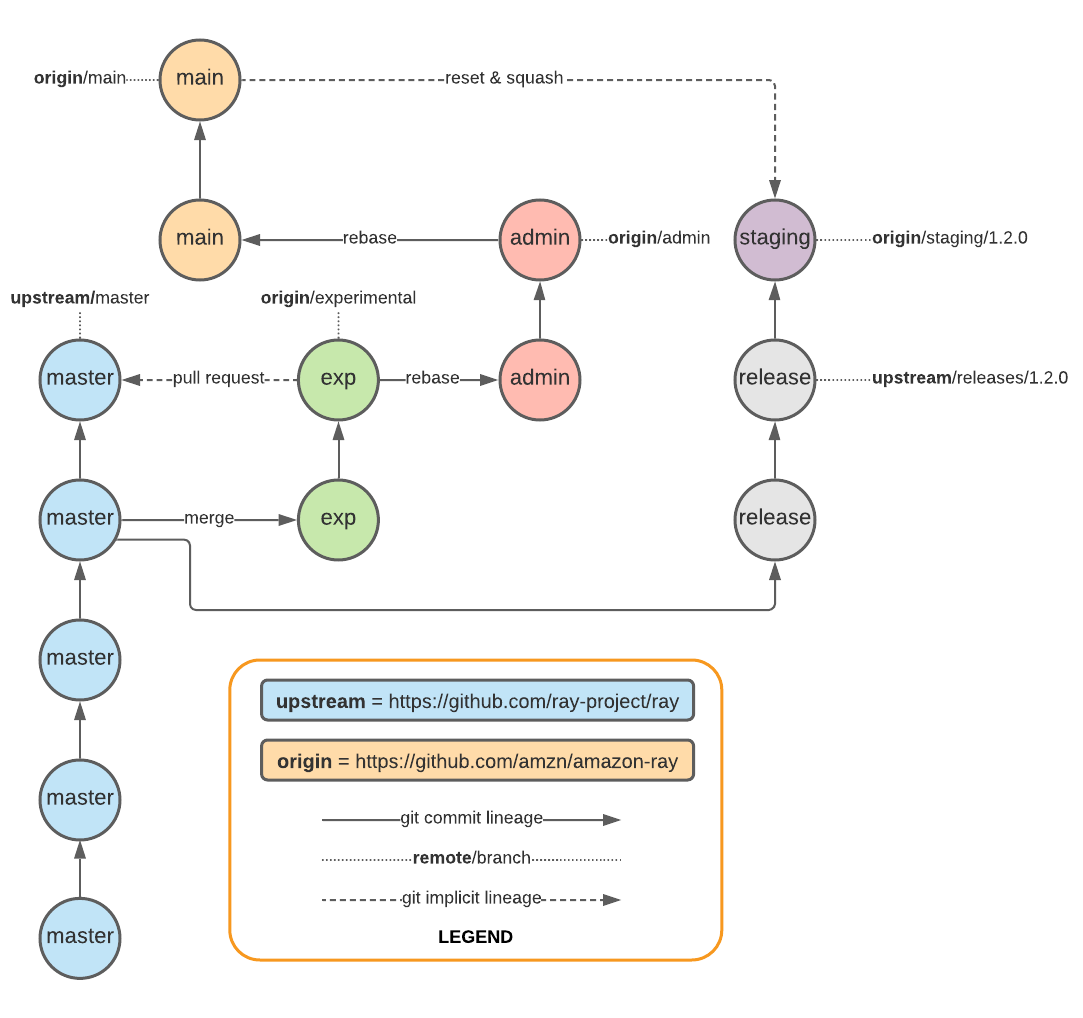 origin/main
main
reset & squash
main
rebase
admin
origin/admin
staging
origin/staging/1.2.0
upstream/master
origin/experimental
master
pull request
exp
rebase
admin
release
upstream/releases/1.2.0
master
merge
exp
release
master
master
master
upstream = https://github.com/ray-project/ray
origin = https://github.com/amzn/amazon-ray
git commit lineage
remote/branch
git implicit lineage
LEGEND